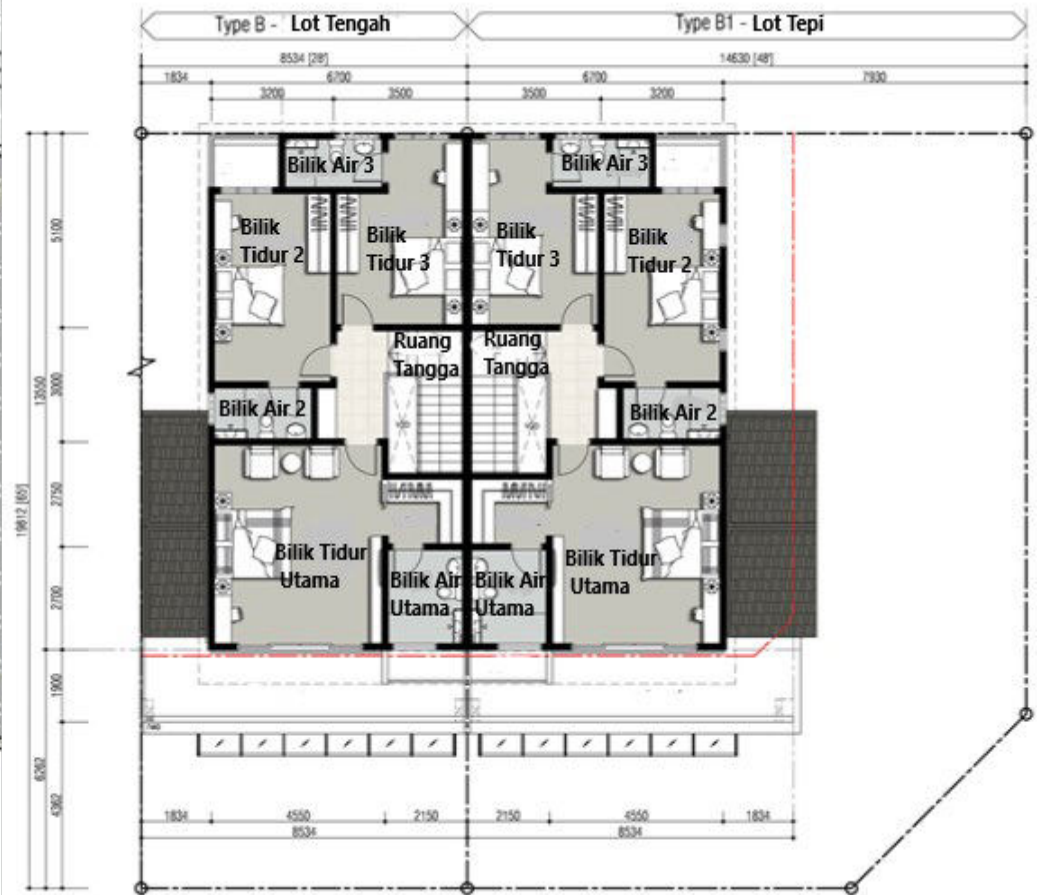 Type B - Lot Tengah
Type B1 - Lot Tepi
8534 [28']
14630 [48']
1834
6700
6700
7930
3200
3500
3500
3200
Bilik Air 3
Bilik Air 3
Bilik
Tidur 2
Bilik
Tidur 3
Bilik
Tidur 3
Bilik
Tidur 2
Ruang
Tangga
Ruang
Tangga
Bilik Air 2
Bilik Air 2
Bilik Tidur
Utama
Bilik Air
Utama
Bilik Air
Utama
Bilik Tidur
Utama
5100
3000
2750
2700
1900
4362
13550
6262
19812 [65']
1834
4550
2150
2150
4550
1834
8534
8534